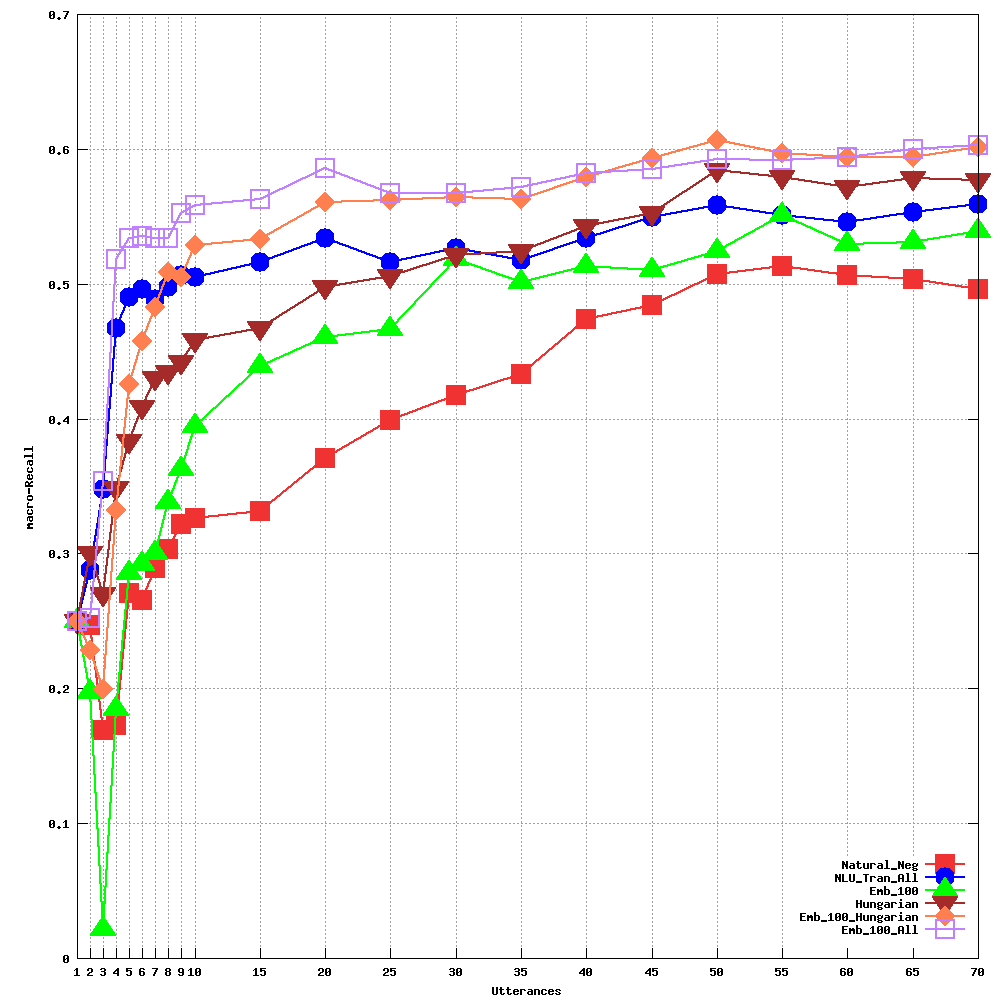 0.7
0.6
0.5
0.4
0.3
0.2
0.1
0
macro-Recall
1 2 3 4 5 6 7 8 9 10 15 20 25 30 35 40 45 50 55 60 65 70
Utterances
Natural_Neg
NLU_Tran_All
Emb_100
Hungarian
Emb_100_Hungarian
Emb_100_All